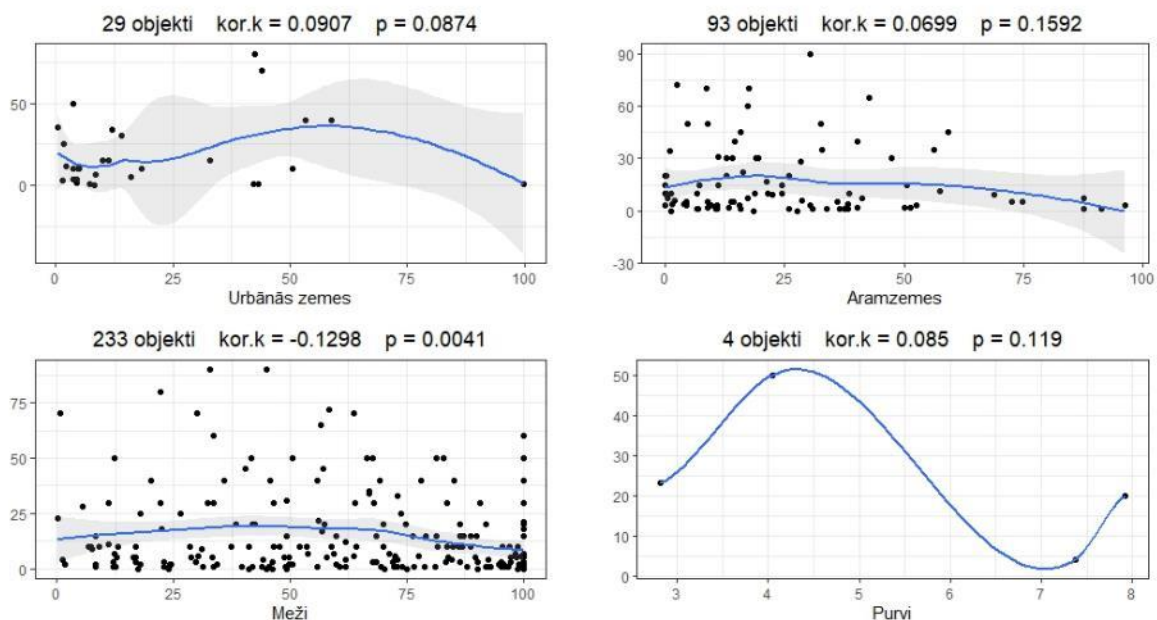 29 objekti kor.k = 0.0907 p = 0.0874
50
0
0 25 50 75 100
Urbānās zemes
93 objekti kor.k = 0.0699 p = 0.1592
90
60
30
0
-30
0 25 50 75 100
Aramzemes
233 objekti kor.k = -0.1298 p = 0.0041
75
50
25
0
0 25 50 75 100
Meži
4 objekti kor.k = 0.085 p = 0.119
50
40
30
20
10
0
3 4 5 6 7 8
Purvi